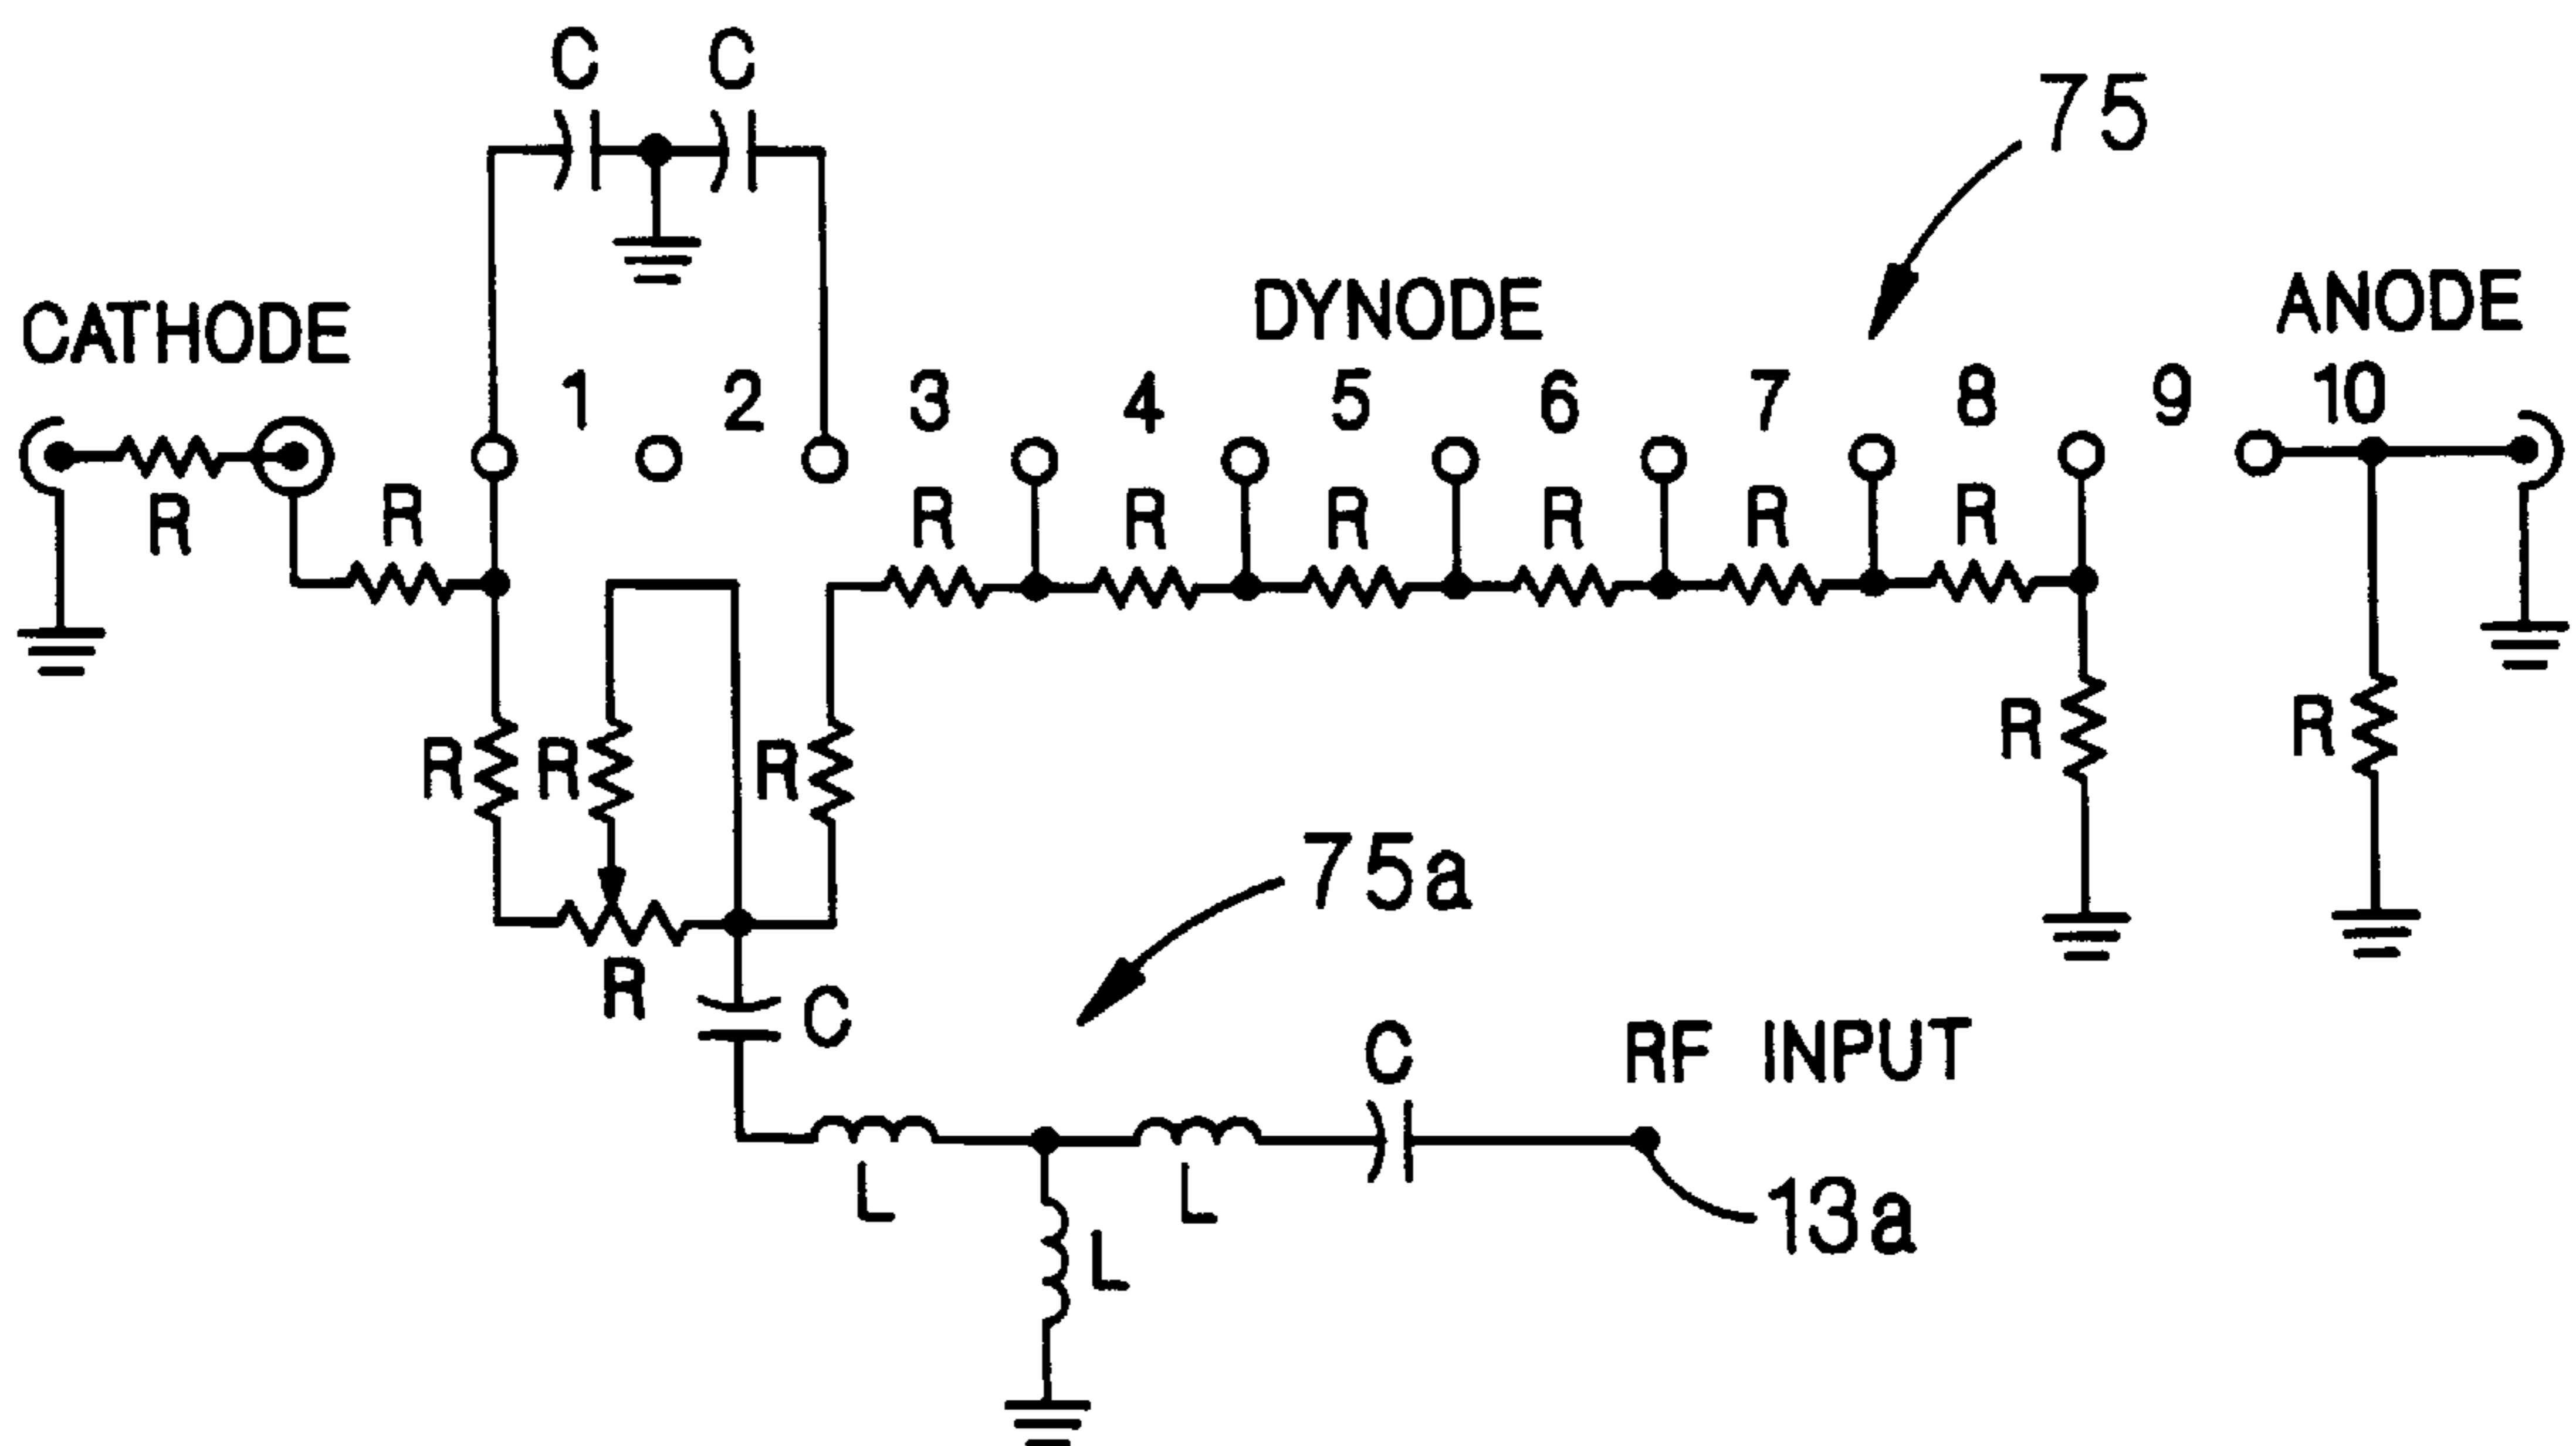 C C
75
CATHODE
DYNODE
ANODE
1 2 3 4 5 6 7 8 9 10
R R R R R R R R
R R R R R
R
75a
C
C
RF INPUT
L L
L
13a